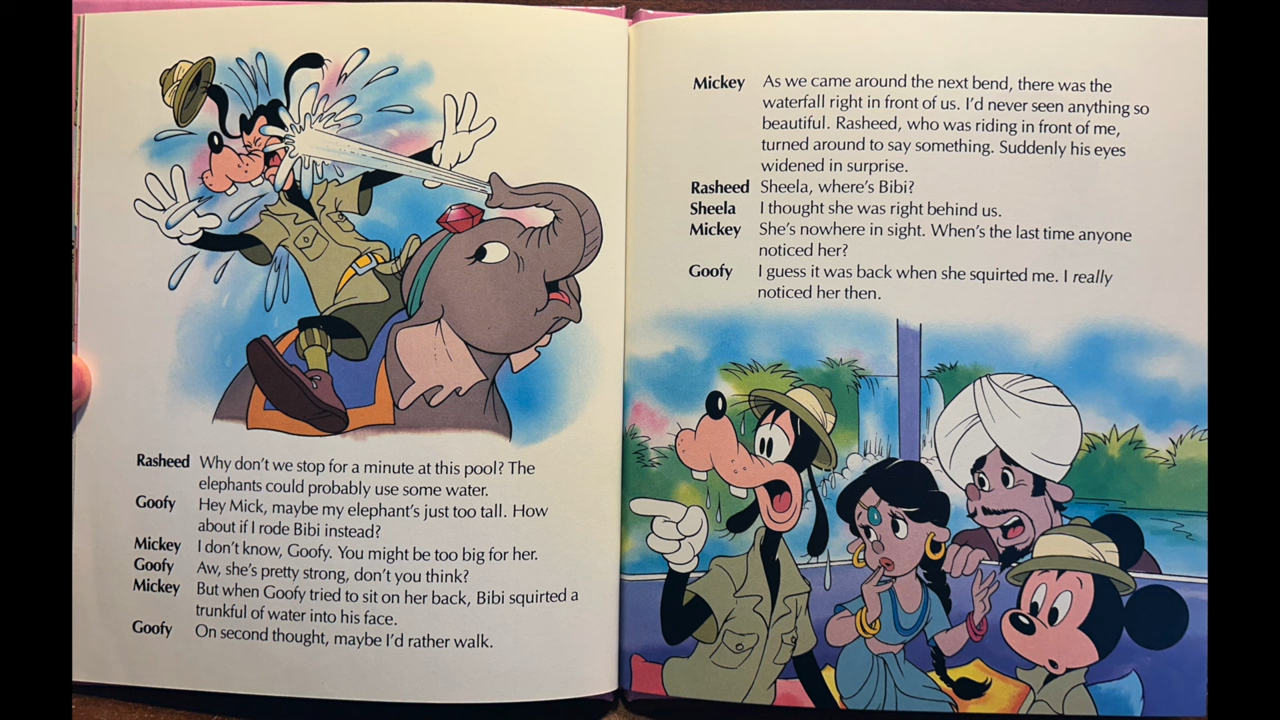 Rasheed Why don't we stop for a minute at this pool? The
elephants could probably use some water.
Goofy Hey Mick, maybe my elephant's just too tall. How
about if I rode Bibi instead?
Mickey I don't know, Goofy. You might be too big for her.
Goofy Aw, she's pretty strong, don't you think?
Mickey But when Goofy tried to sit on her back, Bibi squirted a
trunkful of water into his face.
Goofy On second thought, maybe I'd rather walk.
Mickey As we came around the next bend, there was the
waterfall right in front of us. I'd never seen anything so
beautiful. Rasheed, who was riding in front of me,
turned around to say something. Suddenly his eyes
widened in surprise.
Rasheed Sheela, where's Bibi?
Sheela I thought she was right behind us.
Mickey She's nowhere in sight. When's the last time anyone
noticed her?
Goofy I guess it was back when she squirted me. I really
noticed her then.